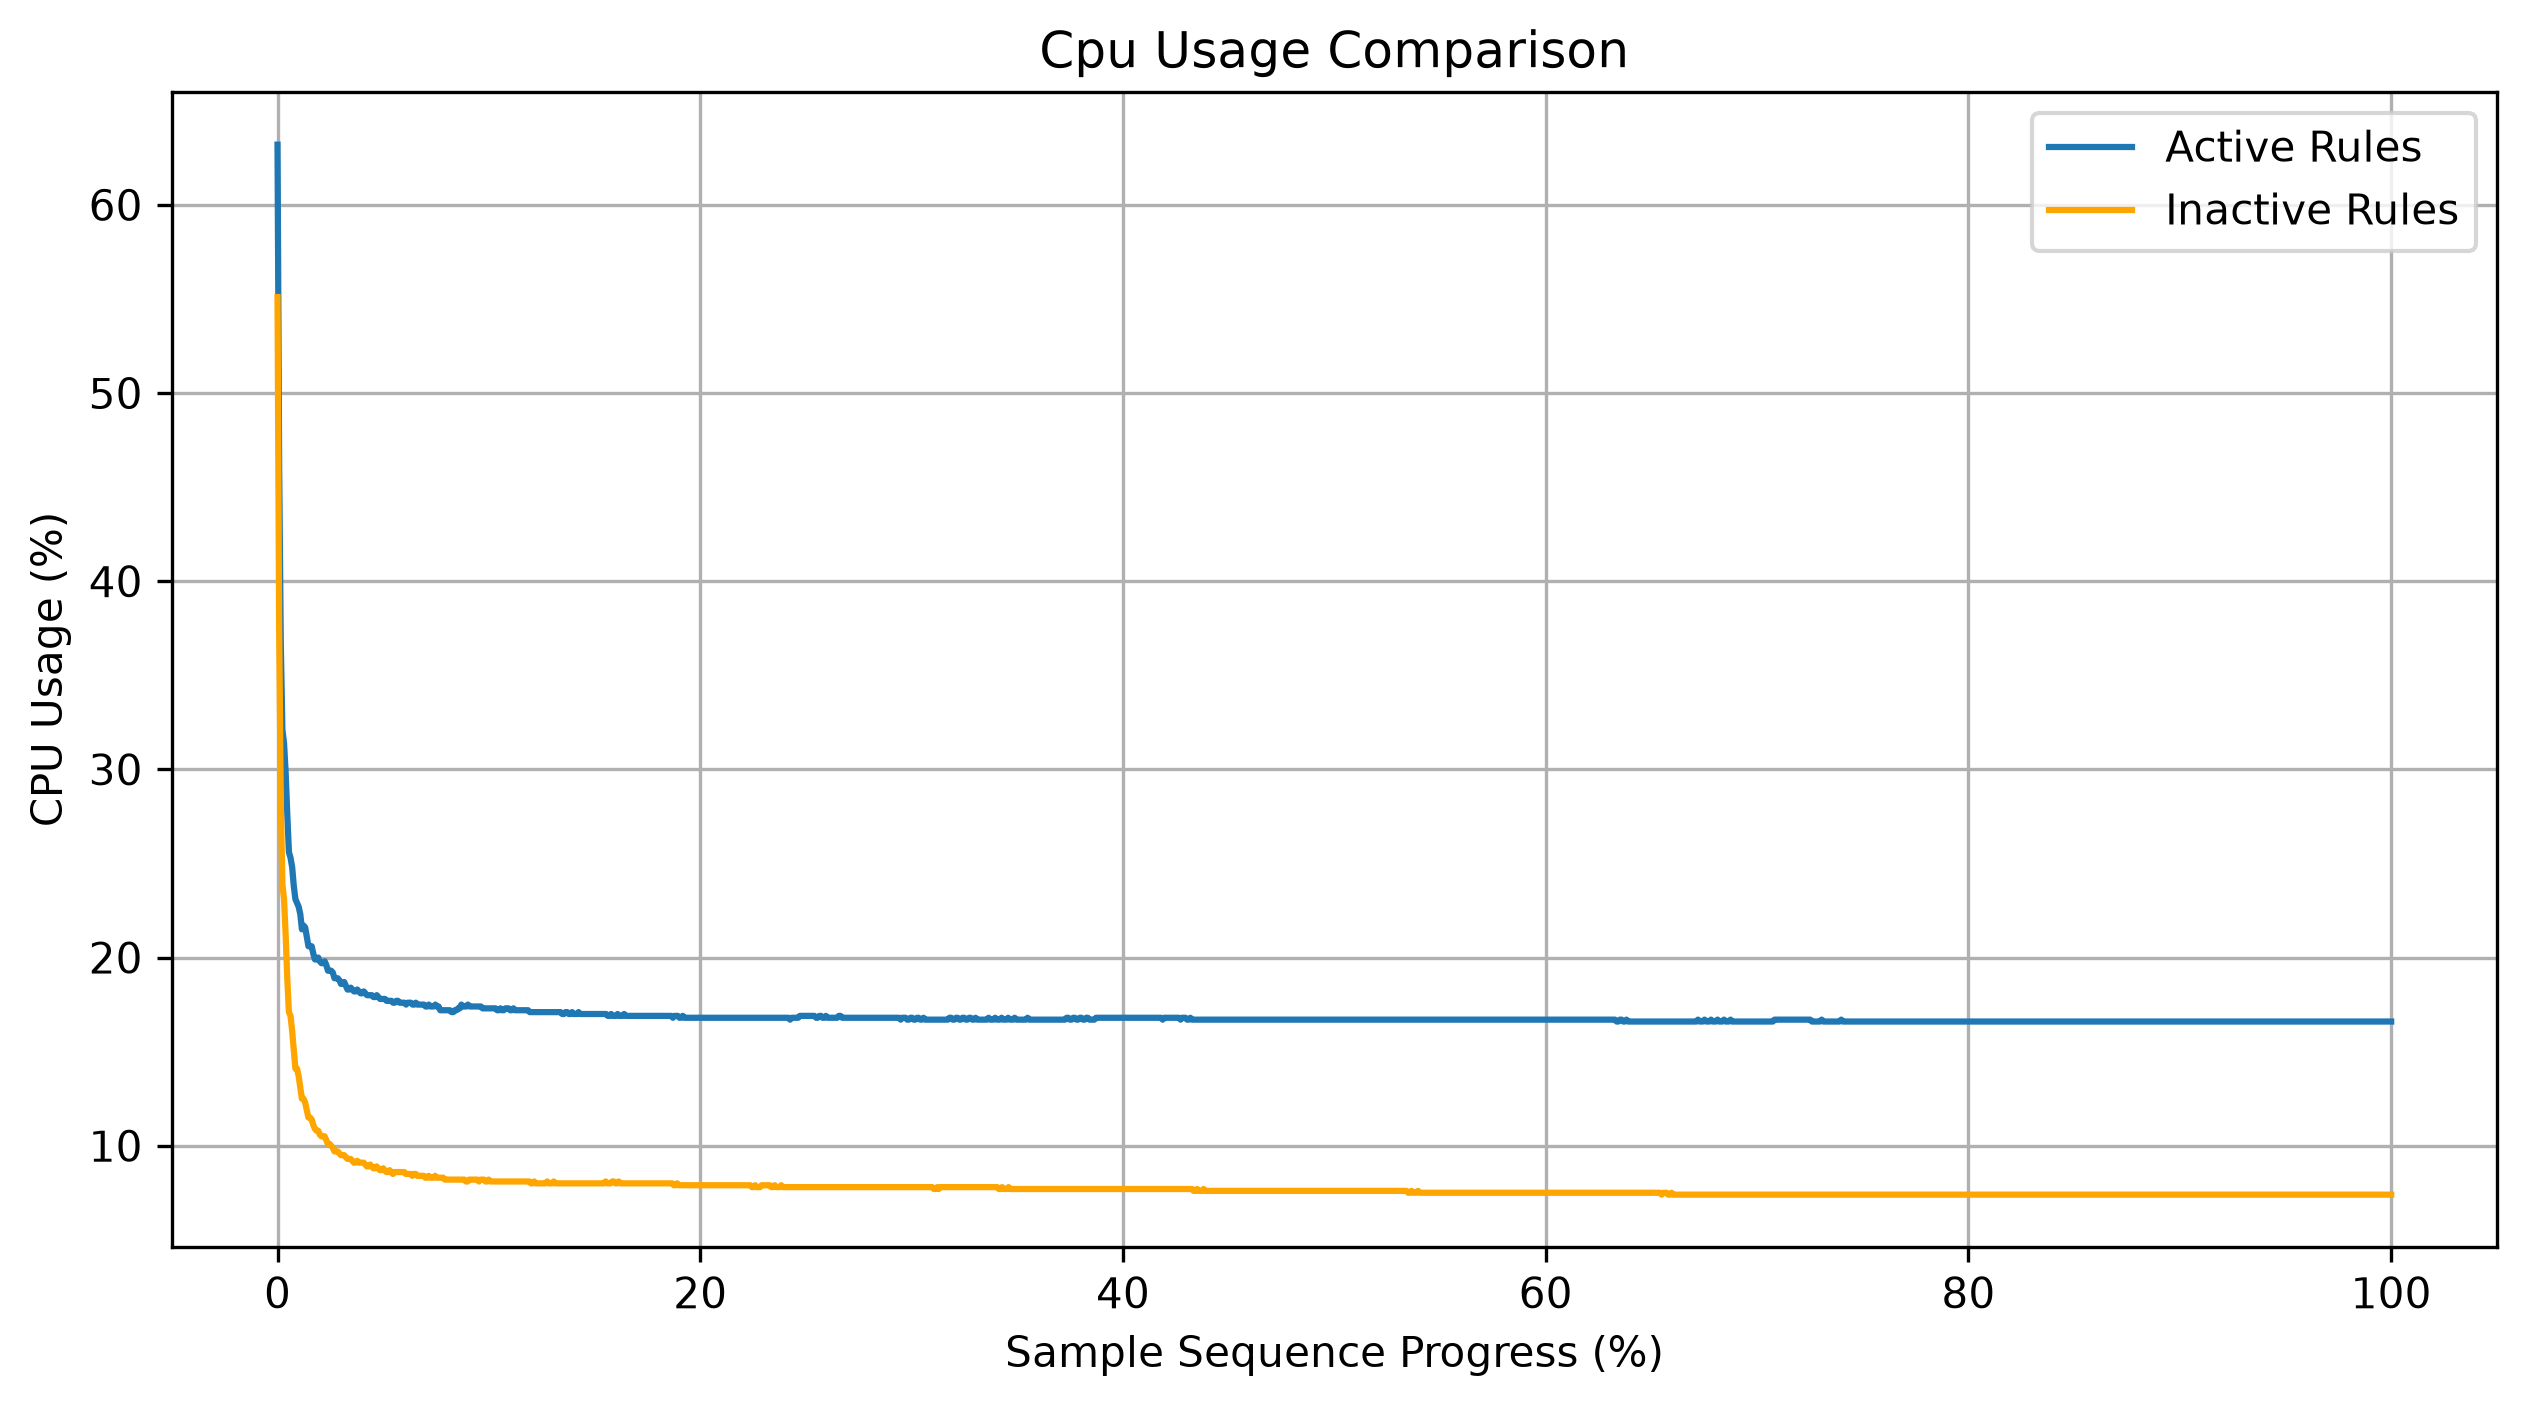 Cpu Usage Comparison
Active Rules
Inactive Rules
CPU Usage (%)
60
50
40
30
20
10
0 20 40 60 80 100
Sample Sequence Progress (%)